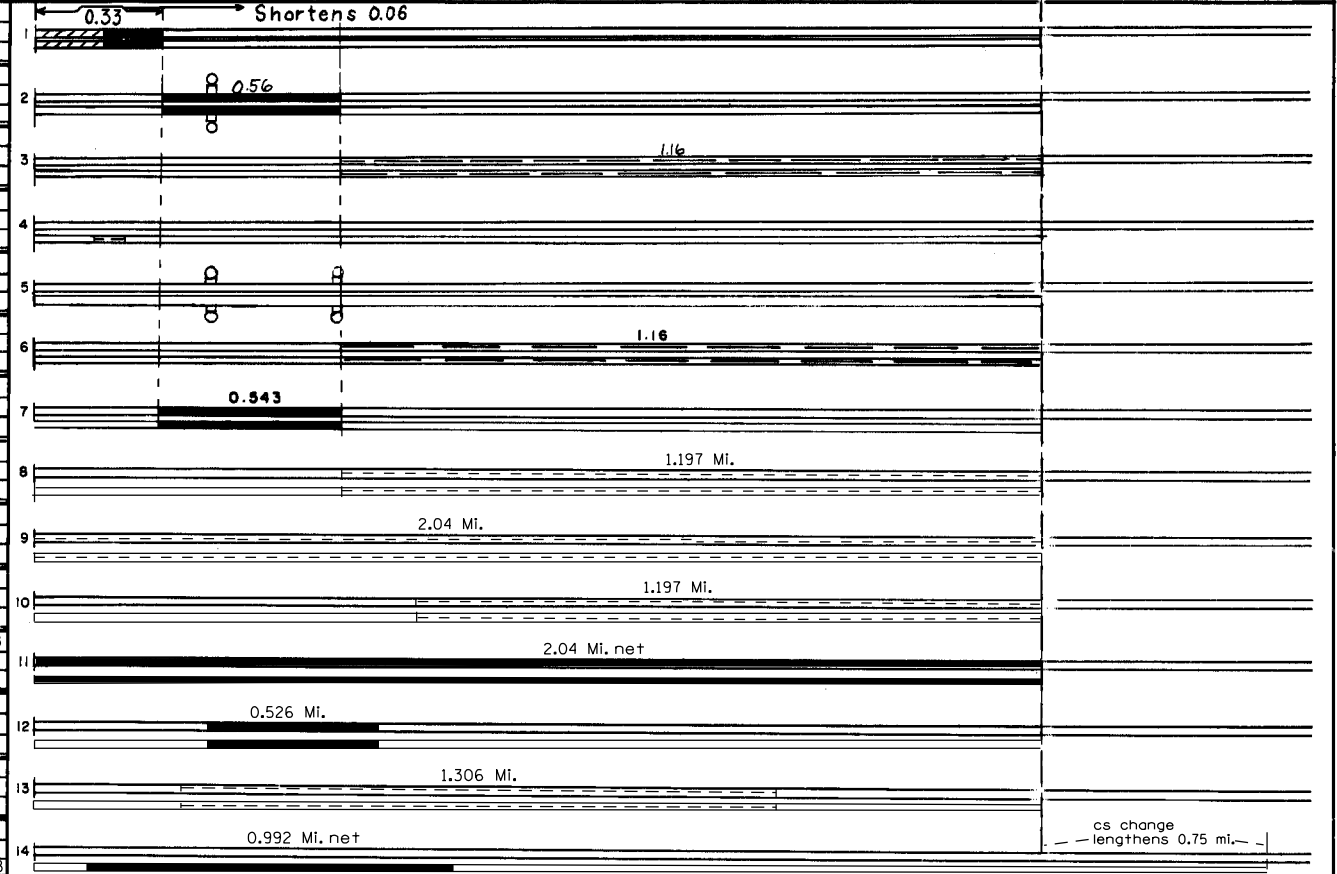 0.33 Shortens 0.06
1
2 0.56
3 1.16
4
5
6 1.16
7 0.543
8 1.197 Mi.
9 2.04 Mi.
10 1.197 Mi.
11 2.04 Mi. net
12 0.526 Mi.
13 1.306 Mi.
14 0.992 Mi. net
cs change
lengthens 0.75 mi.